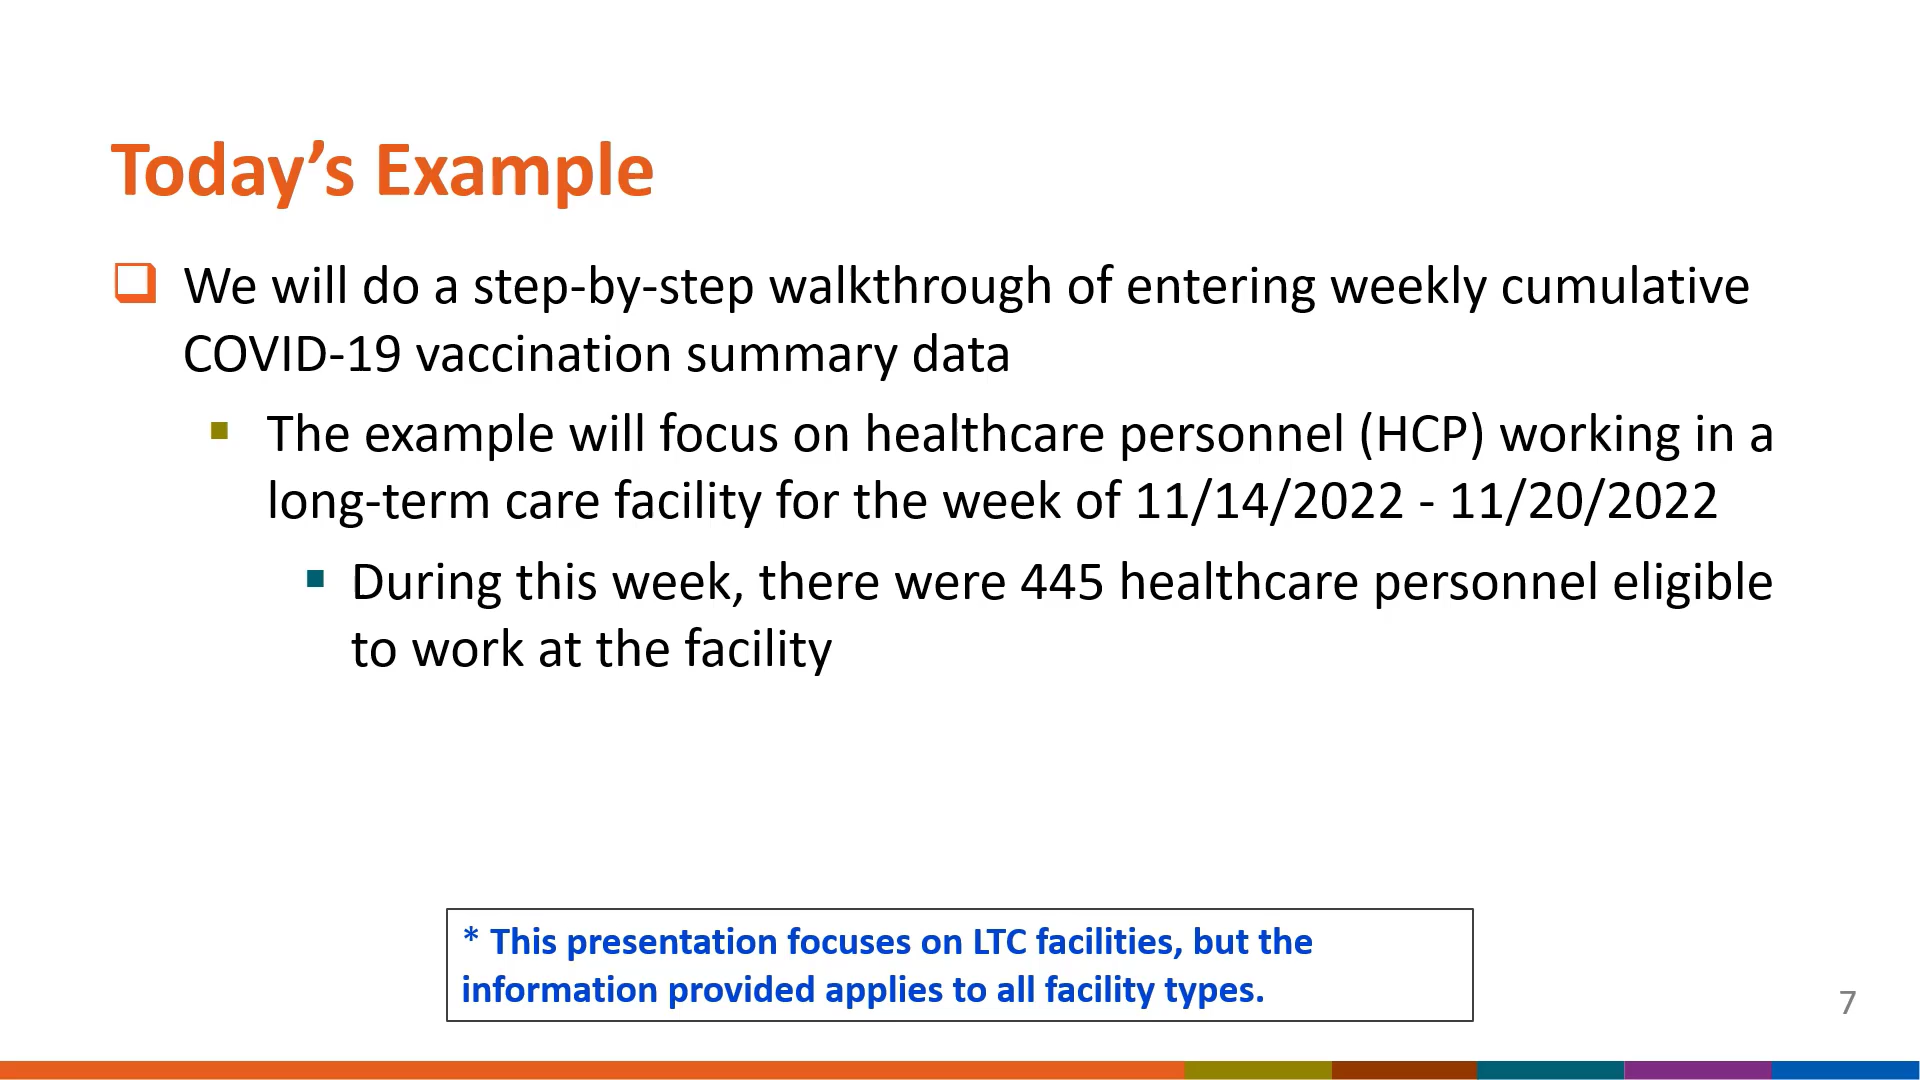 Today’s Example
We will do a step-by-step walkthrough of entering weekly cumulative
COVID-19 vaccination summary data
The example will focus on healthcare personnel (HCP) working in a
long-term care facility for the week of 11/14/2022 - 11/20/2022
During this week, there were 445 healthcare personnel eligible
to work at the facility
* This presentation focuses on LTC facilities, but the
information provided applies to all facility types.
7